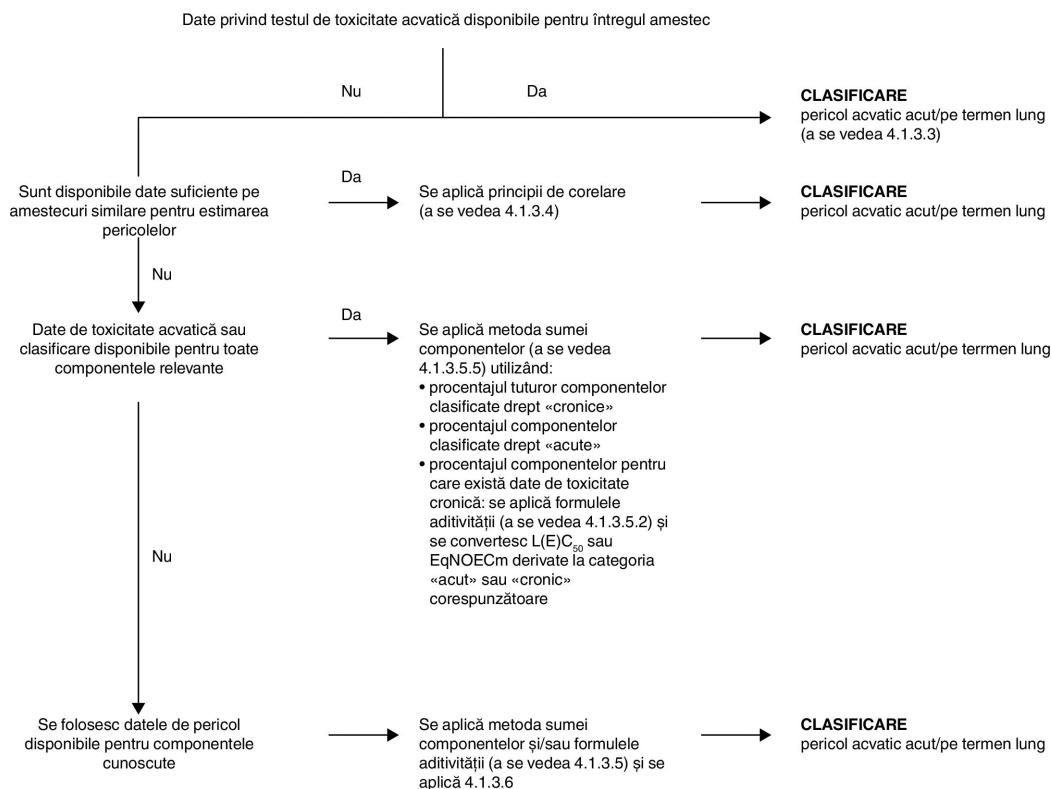 Date privind testul de toxicitate acvatică disponibile pentru întregul amestec
Nu
Da
CLASIFICARE
pericol acvatic acut/pe termen lung
(a se vedea 4.1.3.3)
Sunt disponibile date suficiente pe
amestecuri similare pentru estimarea
pericolelor
Da
Se aplică principii de corelare
(a se vedea 4.1.3.4)
CLASIFICARE
pericol acvatic acut/pe termen lung
Nu
Date de toxicitate acvatică sau
clasificare disponibile pentru toate
componentele relevante
Da
Se aplică metoda sumei
componentelor (a se vedea
4.1.3.5.5) utilizând:
• procentajul tuturor componentelor
clasificate drept «cronice»
• procentajul componentelor
clasificate drept «acute»
• procentajul componentelor pentru
care există date de toxicitate
cronică: se aplică formulele
aditivității (a se vedea 4.1.3.5.2) și
se convertesc L(E)C50 sau
EqNOECm derivate la categoria
«acut» sau «cronic»
corespunzătoare
CLASIFICARE
pericol acvatic acut/pe terrmen lung
Nu
Se folosesc datele de pericol
disponibile pentru componentele
cunoscute
Se aplică metoda sumei
componentelor și/sau formulele
aditivității (a se vedea 4.1.3.5) și se
aplică 4.1.3.6
CLASIFICARE
pericol acvatic acut/pe termen lung